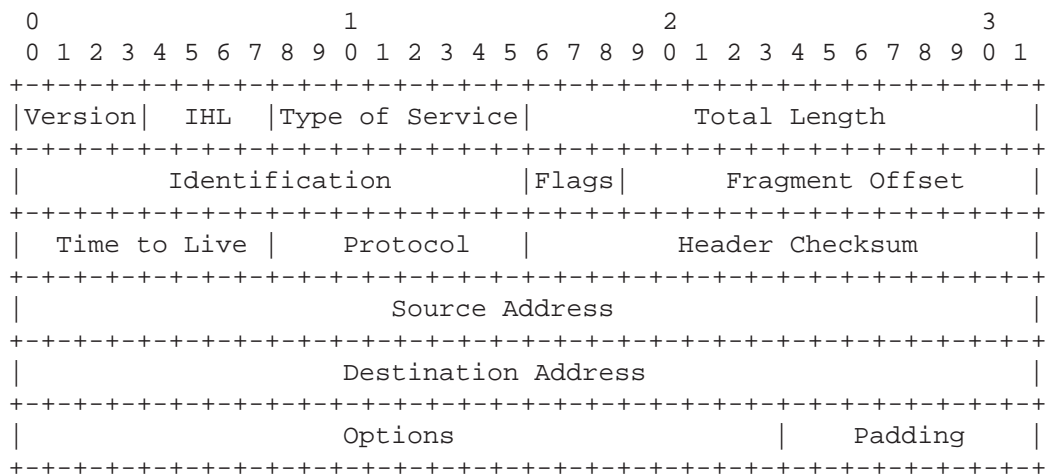 0                   1                   2                   3
0 1 2 3 4 5 6 7 8 9 0 1 2 3 4 5 6 7 8 9 0 1 2 3 4 5 6 7 8 9 0 1
+-+-+-+-+-+-+-+-+-+-+-+-+-+-+-+-+-+-+-+-+-+-+-+-+-+-+-+-+-+-+-+-+
|Version|  IHL  |Type of Service|          Total Length         |
+-+-+-+-+-+-+-+-+-+-+-+-+-+-+-+-+-+-+-+-+-+-+-+-+-+-+-+-+-+-+-+-+
|         Identification        |Flags|      Fragment Offset    |
+-+-+-+-+-+-+-+-+-+-+-+-+-+-+-+-+-+-+-+-+-+-+-+-+-+-+-+-+-+-+-+-+
|  Time to Live |    Protocol   |         Header Checksum       |
+-+-+-+-+-+-+-+-+-+-+-+-+-+-+-+-+-+-+-+-+-+-+-+-+-+-+-+-+-+-+-+-+
|                       Source Address                          |
+-+-+-+-+-+-+-+-+-+-+-+-+-+-+-+-+-+-+-+-+-+-+-+-+-+-+-+-+-+-+-+-+
|                    Destination Address                        |
+-+-+-+-+-+-+-+-+-+-+-+-+-+-+-+-+-+-+-+-+-+-+-+-+-+-+-+-+-+-+-+-+
|                    Options                    |    Padding    |
+-+-+-+-+-+-+-+-+-+-+-+-+-+-+-+-+-+-+-+-+-+-+-+-+-+-+-+-+-+-+-+-+